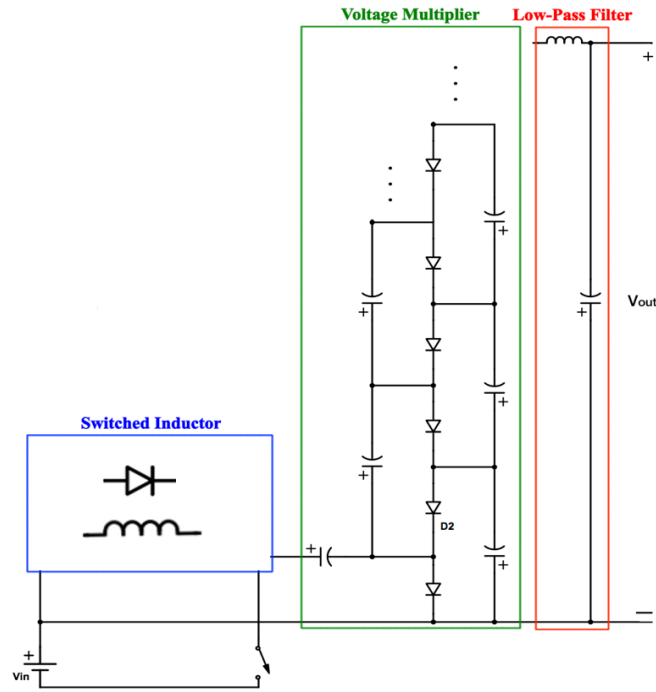 Voltage Multiplier
Low-Pass Filter
+
+
+
Vout
+
+
Switched Inductor
+
D2
+
+
+
Vin